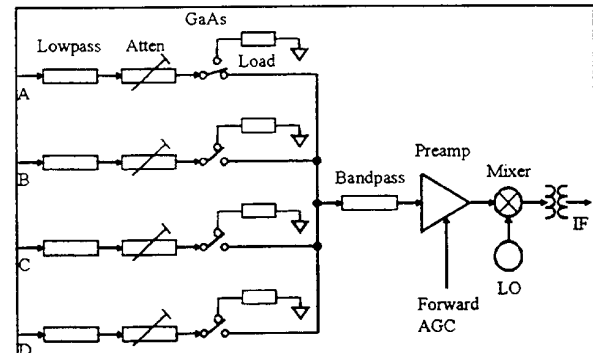 GaAs
Lowpass
Atten
Load
A
B
Preamp
Bandpass
Mixer
C
IF
LO
Forward
AGC
D